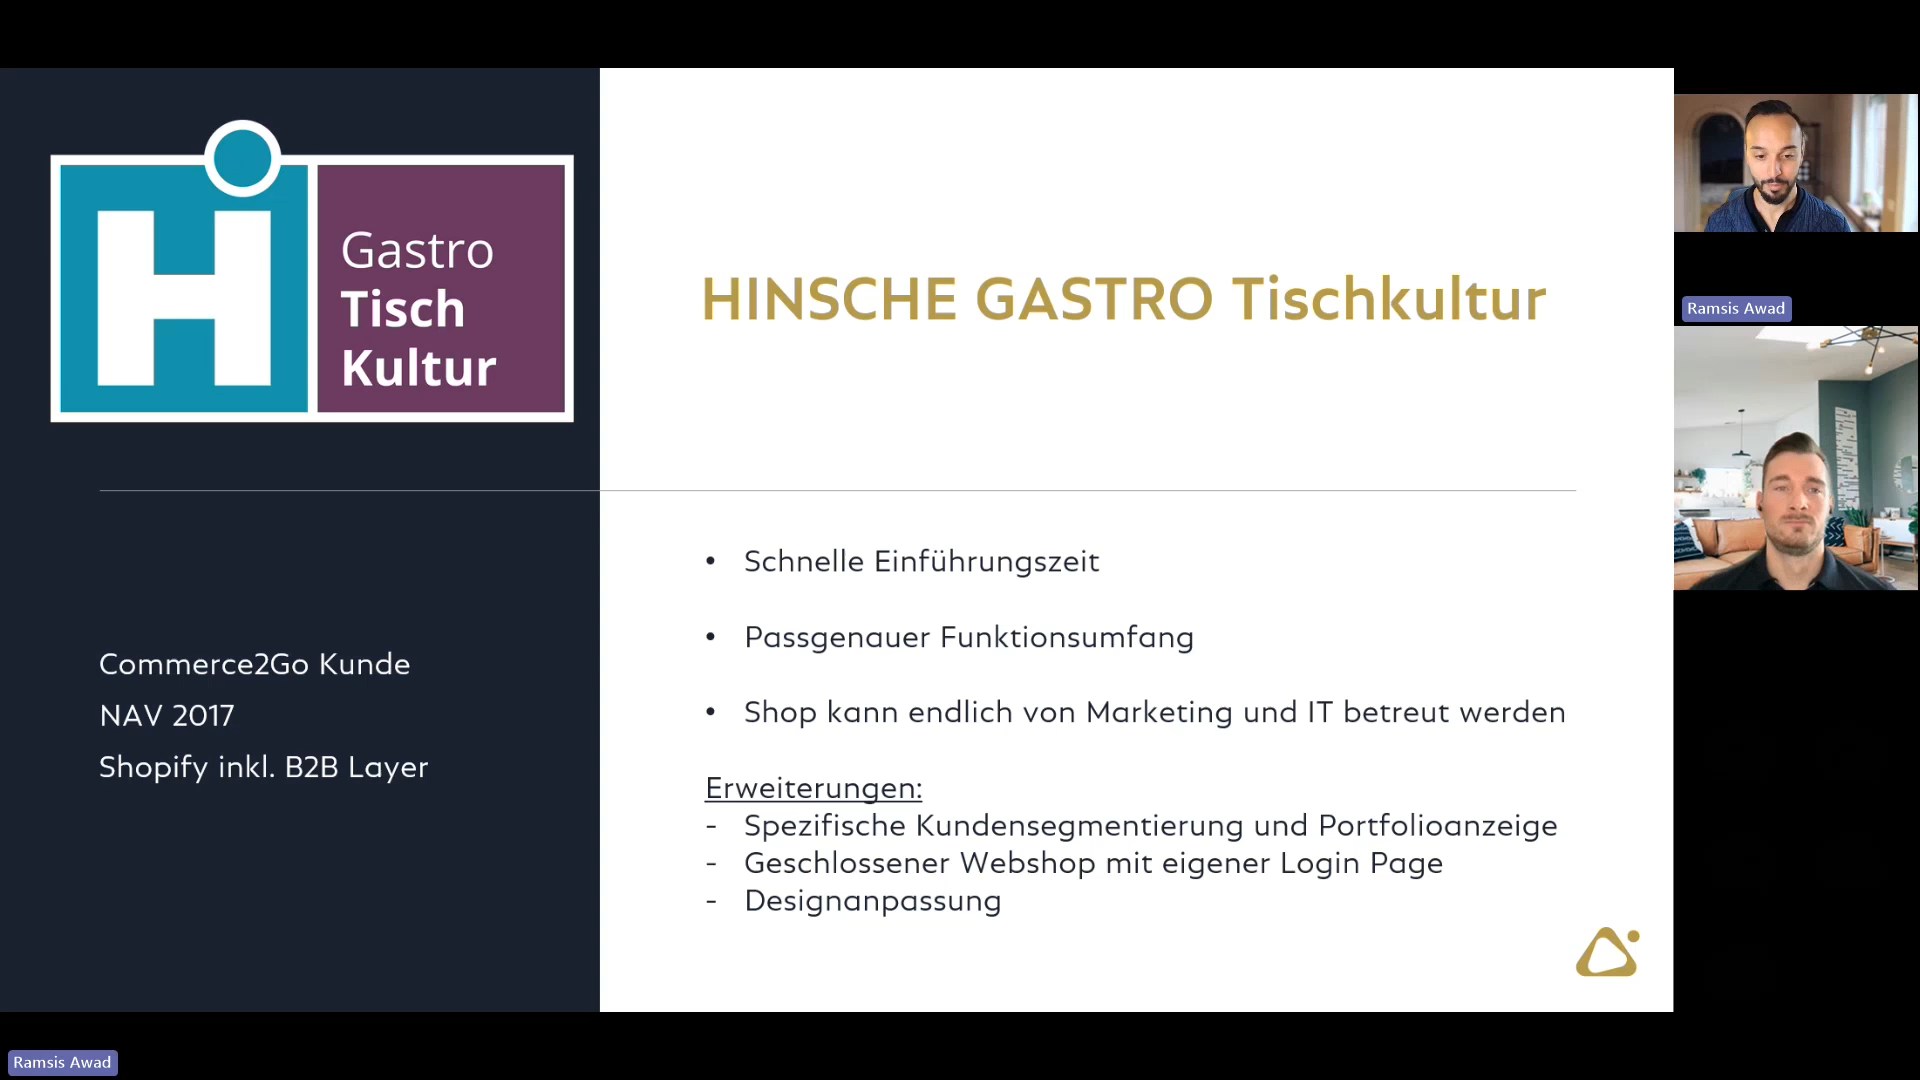 H
Gastro
Tisch
Kultur
HINSCHE GASTRO Tischkultur
Commerce2Go Kunde
NAV 2017
Shopify inkl. B2B Layer
• Schnelle Einführungszeit
• Passgenauer Funktionsumfang
• Shop kann endlich von Marketing und IT betreut werden
Erweiterungen:
- Spezifische Kundensegmentierung und Portfolioanzeige
- Geschlossener Webshop mit eigener Login Page
- Designanpassung
Ramsis Awad
Ramsis Awad